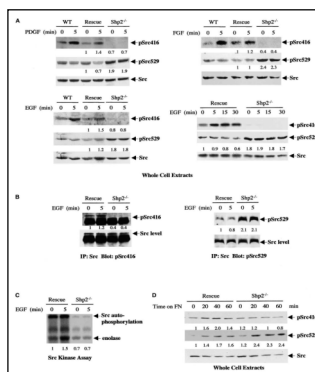 A
WT Rescue Shp2-/-
PDGF (min) 0 5 0 5 0 5
pSrc416
1 1.4 0.7 0.7
pSrc529
1 0.7 1.9 1.9
Src
WT Rescue Shp2-/-
FGF (min) 0 5 0 5 0 5
pSrc416
1 1.2 0.4 0.4
pSrc529
1 1 2.4 2.3
Src
WT Rescue Shp2-/-
EGF (min) 0 5 0 5 0 5
pSrc416
1 1.3 0.8 0.8
pSrc529
1 1.2 1.8 1.8
Src
Rescue Shp2-/-
EGF (min) 0 5 15 30 0 5 15 30
pSrc41
pSrc52
1 0.9 0.8 0.6 1.8 1.9 1.8 1.7
Src
Whole Cell Extracts
B
Rescue Shp2-/-
EGF (min) 0 5 0 5
pSrc416
1 1.2 0.4 0.4
Src level
IP: Src Blot: pSrc416
Rescue Shp2-/-
EGF (min) 0 5 0 5
pSrc529
1 0.8 2.1 2.1
Src level
IP: Src Blot: pSrc529
C
Rescue Shp2-/-
EGF (min) 0 5 0 5
Src auto-
phosphorylation
enolase
1 1.5 0.7 0.7
Src Kinase Assay
D
Rescue Shp2-/-
Time on FN 0 20 40 60 0 20 40 60 min
pSrc416
1 1.6 2.0 1.4 1.2 1.2 1 0.8
pSrc52
1 1.4 1.7 1.6 1.2 2.4 2.3 2.4
Src
Whole Cell Extracts